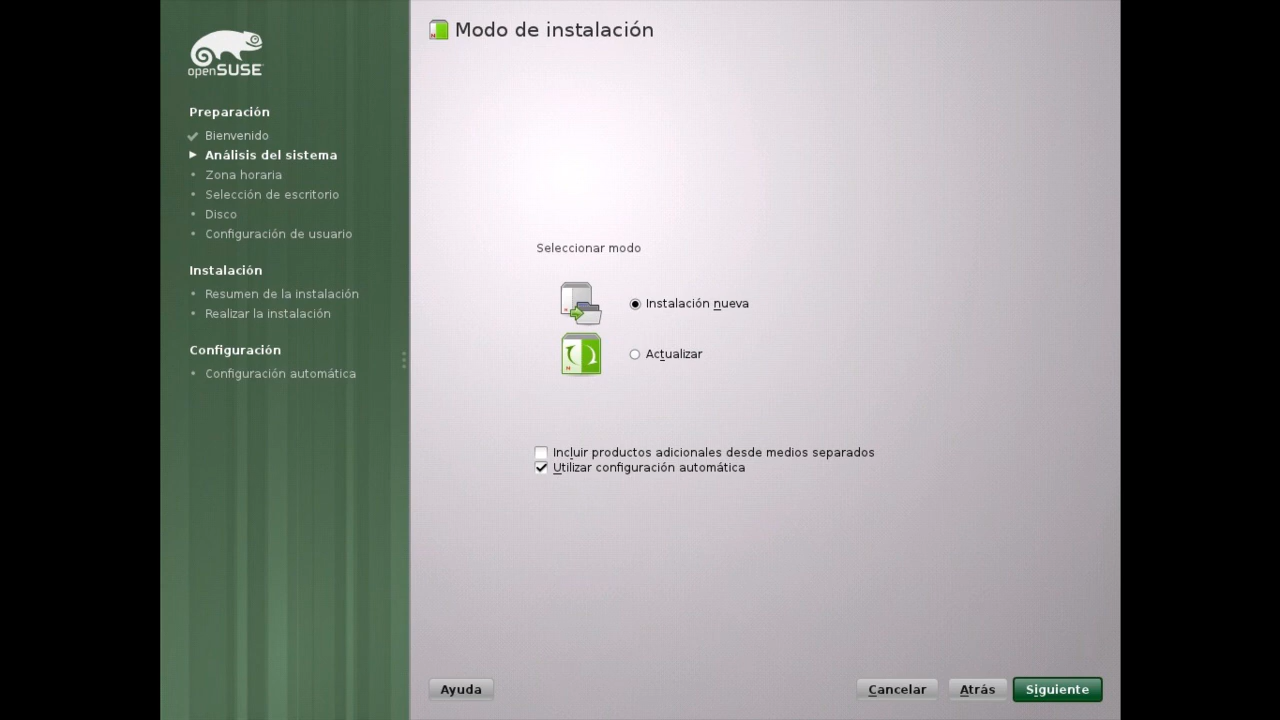 openSUSE
Preparación
Bienvenido
Análisis del sistema
Zona horaria
Selección de escritorio
Disco
Configuración de usuario
Instalación
Resumen de la instalación
Realizar la instalación
Configuración
Configuración automática
Modo de instalación
Seleccionar modo
Instalación nueva
Actualizar
Incluir productos adicionales desde medios separados
Utilizar configuración automática
Ayuda
Cancelar
Atrás
Siguiente